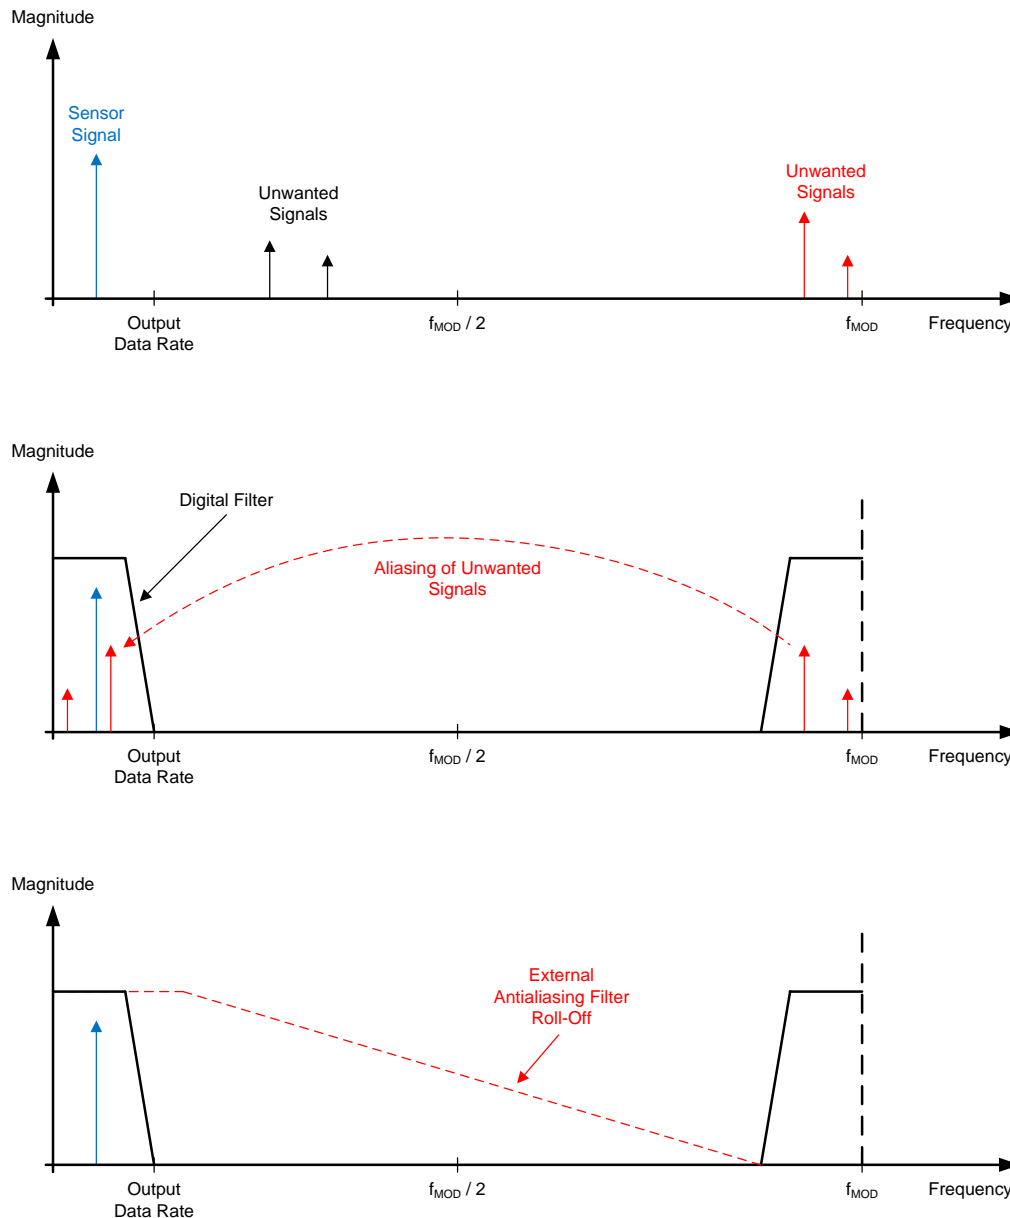 Magnitude
Sensor
Signal
Unwanted
Signals
Unwanted
Signals
Output
Data Rate
fMOD / 2
fMOD
Frequency
Magnitude
Digital Filter
Aliasing of Unwanted
Signals
Output
Data Rate
fMOD / 2
fMOD
Frequency
Magnitude
External
Antialiasing Filter
Roll-Off
Output
Data Rate
fMOD / 2
fMOD
Frequency